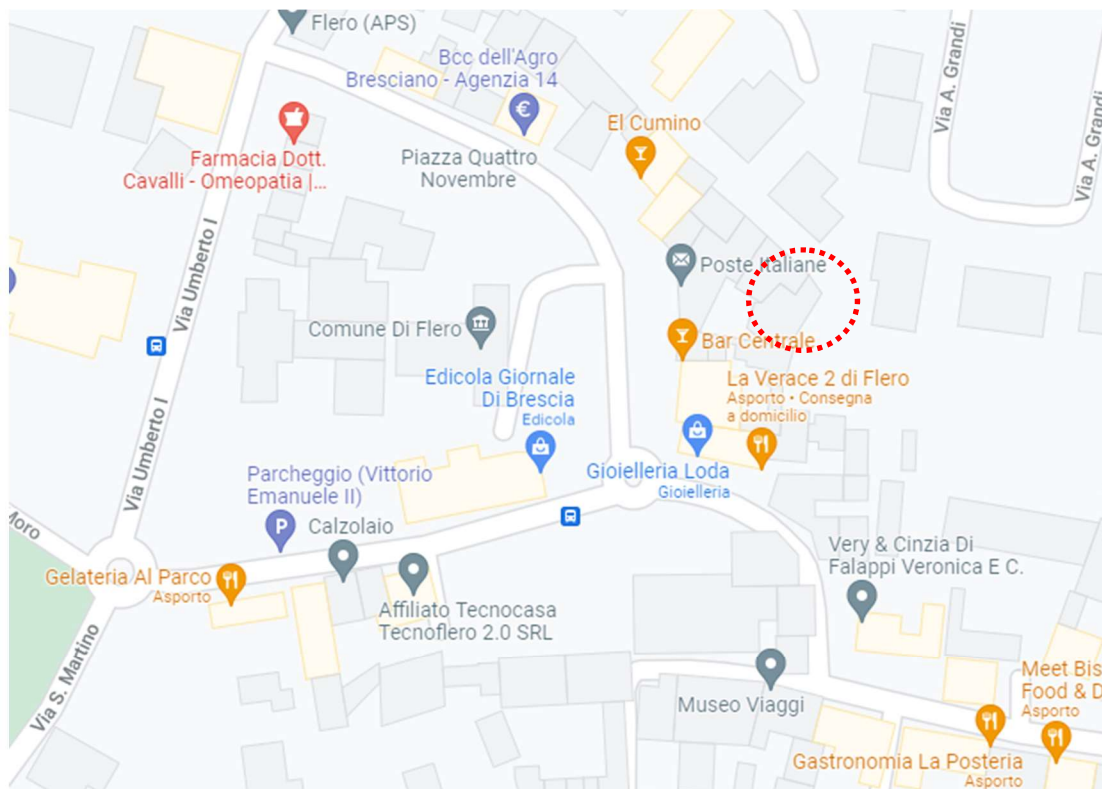 Flero (APS)
Bcc dell'Agro
Bresciano - Agenzia 14
Via A. Grandi
Via A. Grandi
El Cumino
Farmacia Dott.
Cavalli - Omeopatia |...
Piazza Quattro
Novembre
Via Umberto I
Poste Italiane
Comune Di Flero
Bar Centrale
Edicola Giornale
Di Brescia
Edicola
La Verace 2 di Flero
Asporto • Consegna
a domicilio
Via Umberto I
Parcheggio (Vittorio
Emanuele II)
P
Gioielleria Loda
Gioielleria
Moro
Calzolaio
Very & Cinzia Di
Falappi Veronica E C.
Gelateria Al Parco
Asporto
Affiliato Tecnocasa
Tecnoflero 2.0 SRL
Via S. Martino
Museo Viaggi
Meet Bis
Food & D
Asporto
Gastronomia La Posteria
Asporto